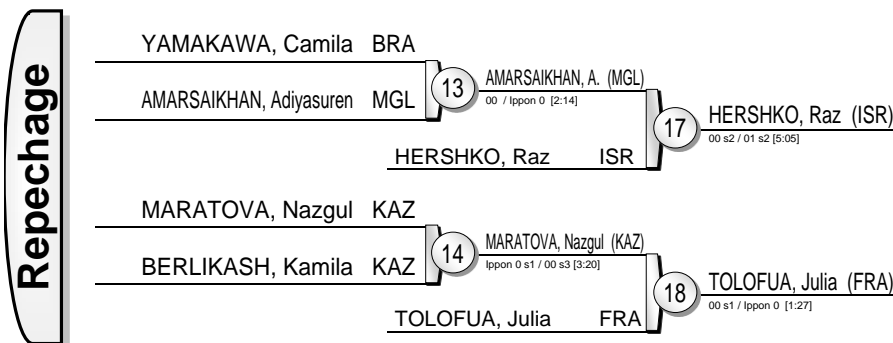 Repechage
YAMAKAWA, Camila BRA
AMARSAIKHAN, Adiyasuren MGL
13
AMARSAIKHAN, A. (MGL)
00 / Ippon 0 [2:14]
HERSHKO, Raz ISR
17
HERSHKO, Raz (ISR)
00 s2 / 01 s2 [5:05]
MARATOVA, Nazgul KAZ
BERLIKASH, Kamila KAZ
14
MARATOVA, Nazgul (KAZ)
Ippon 0 s1 / 00 s3 [3:20]
TOLOFUA, Julia FRA
18
TOLOFUA, Julia (FRA)
00 s1 / Ippon 0 [1:27]